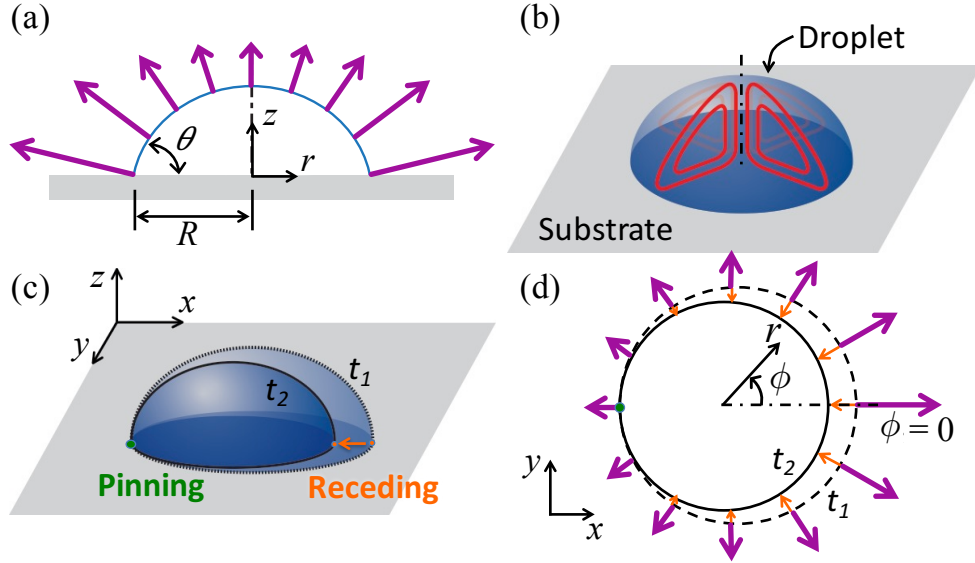 (a)
z
θ
r
R
(b)
Droplet
Substrate
(c)
z
x
y
t₁
t₂
Pinning
Receding
(d)
r
ϕ
ϕ = 0
t₂
t₁
y
x